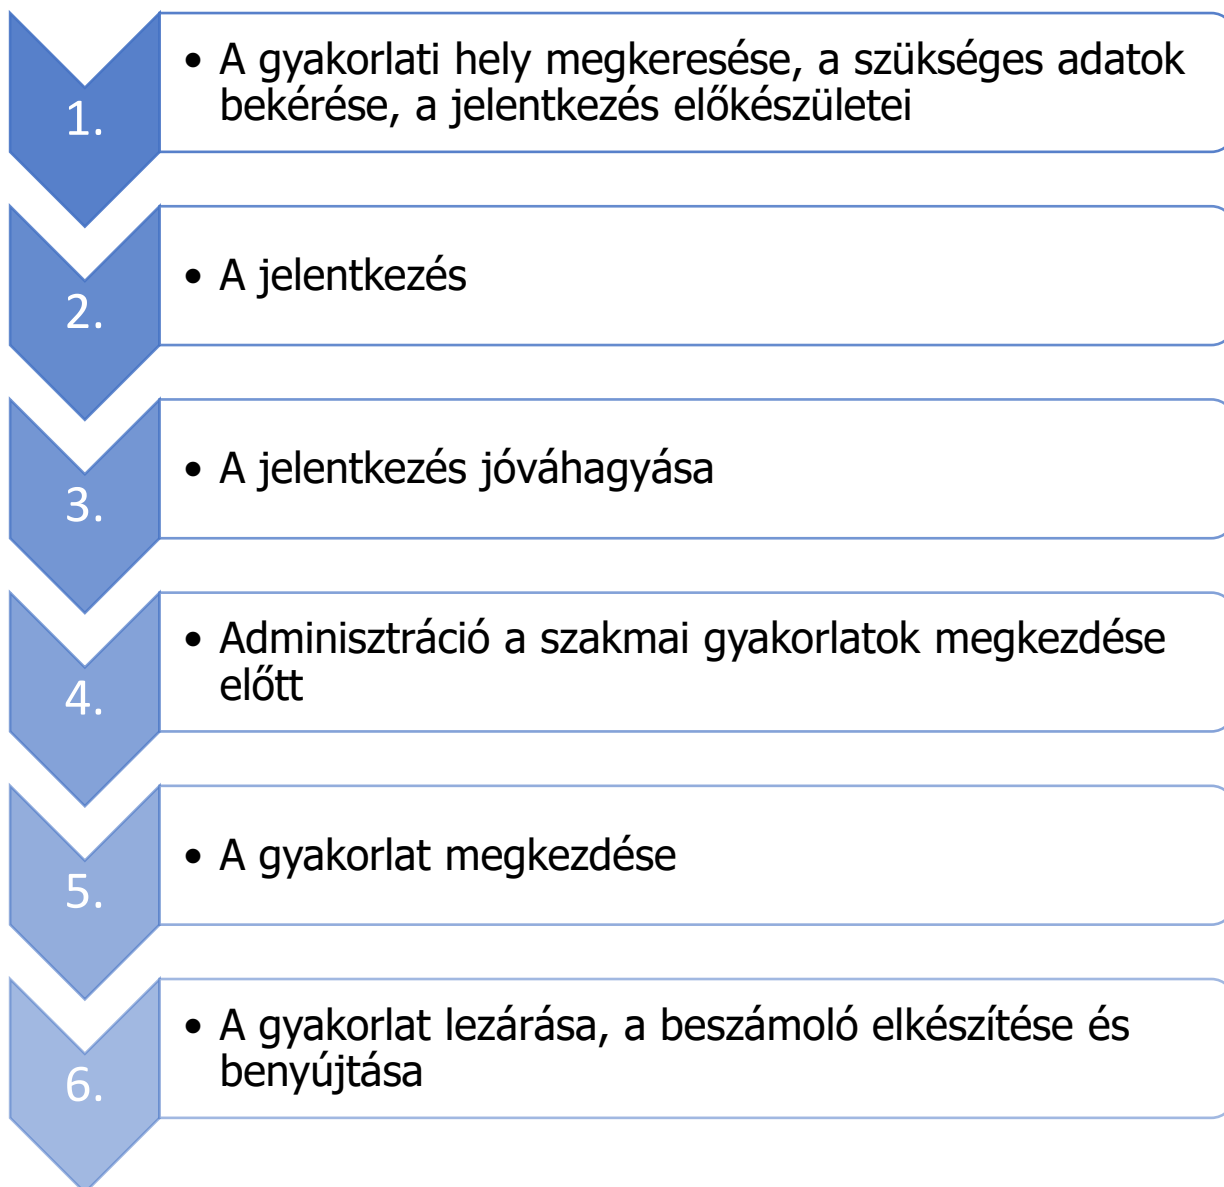 1.
• A gyakorlati hely megkeresése, a szükséges adatok
bekérése, a jelentkezés előkészületei
2.
• A jelentkezés
3.
• A jelentkezés jóváhagyása
4.
• Adminisztráció a szakmai gyakorlatok megkezdése
előtt
5.
• A gyakorlat megkezdése
6.
• A gyakorlat lezárása, a beszámoló elkészítése és
benyújtása